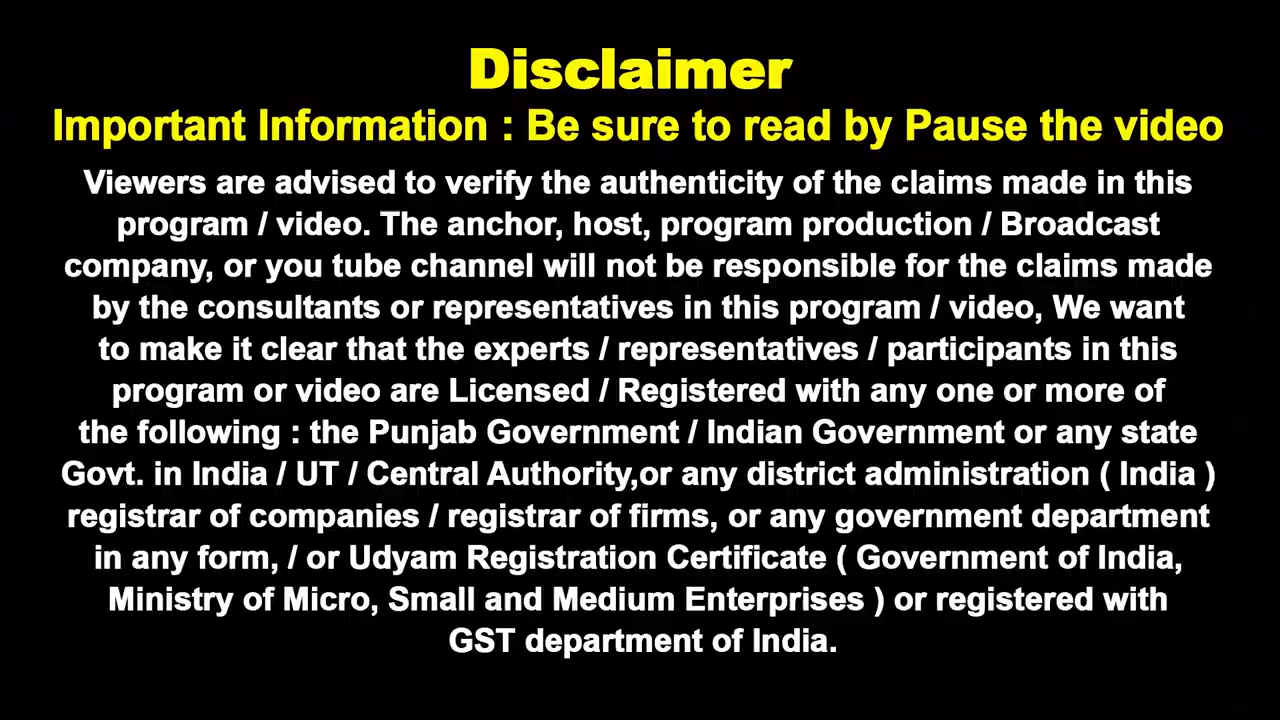 Disclaimer
Important Information : Be sure to read by Pause the video
Viewers are advised to verify the authenticity of the claims made in this
program / video. The anchor, host, program production / Broadcast
company, or you tube channel will not be responsible for the claims made
by the consultants or representatives in this program / video, We want
to make it clear that the experts / representatives / participants in this
program or video are Licensed / Registered with any one or more of
the following : the Punjab Government / Indian Government or any state
Govt. in India / UT / Central Authority,or any district administration ( India )
registrar of companies / registrar of firms, or any government department
in any form, / or Udyam Registration Certificate ( Government of India,
Ministry of Micro, Small and Medium Enterprises ) or registered with
GST department of India.